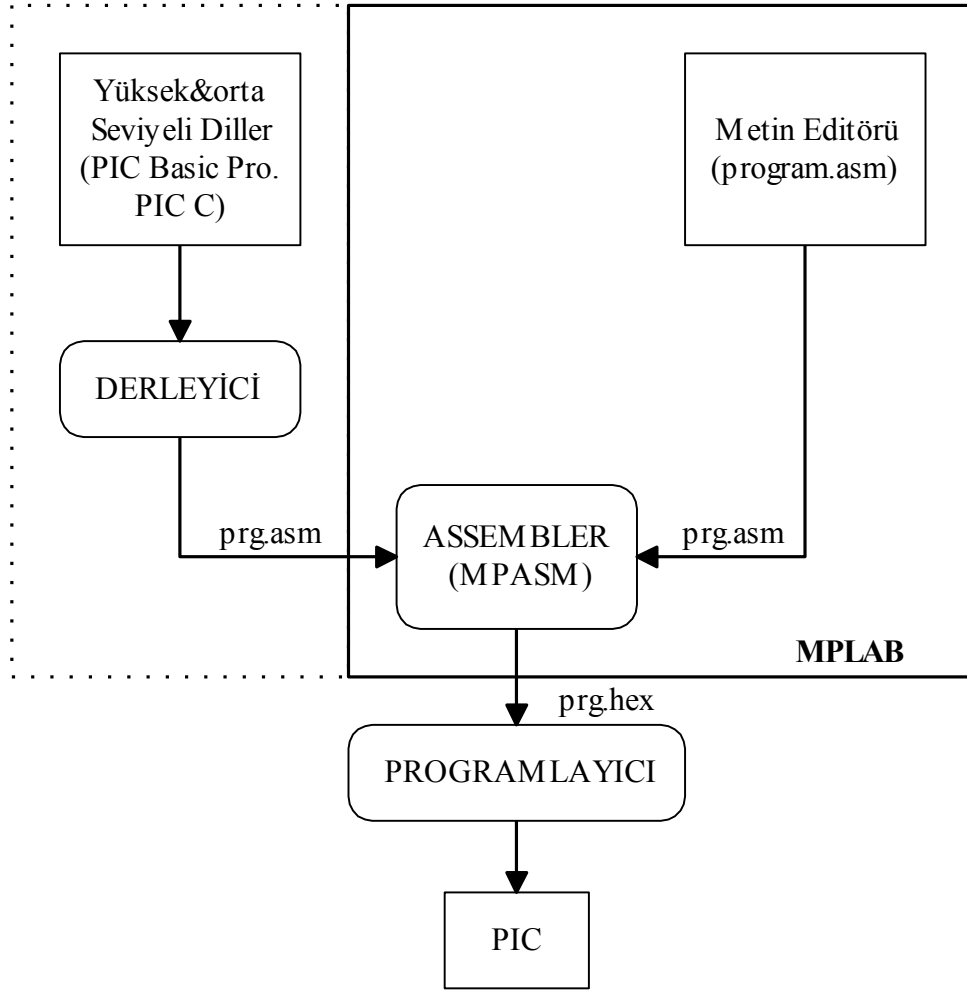 Yüksek&orta
Seviyeli Diller
(PIC Basic Pro.
PIC C)
Metin Editörü
(program.asm)
DERLEYİCİ
prg.asm
ASSEMBLER
(MPASM)
prg.asm
MPLAB
prg.hex
PROGRAMLAYICI
PIC